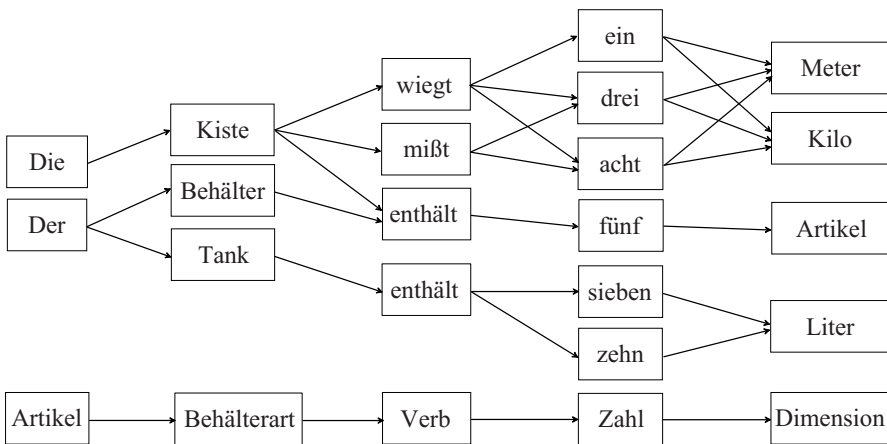 Die
Der
Kiste
Behälter
Tank
wiegt
mißt
enthält
enthält
ein
drei
acht
fünf
sieben
zehn
Meter
Kilo
Artikel
Liter
Artikel
Behälterart
Verb
Zahl
Dimension